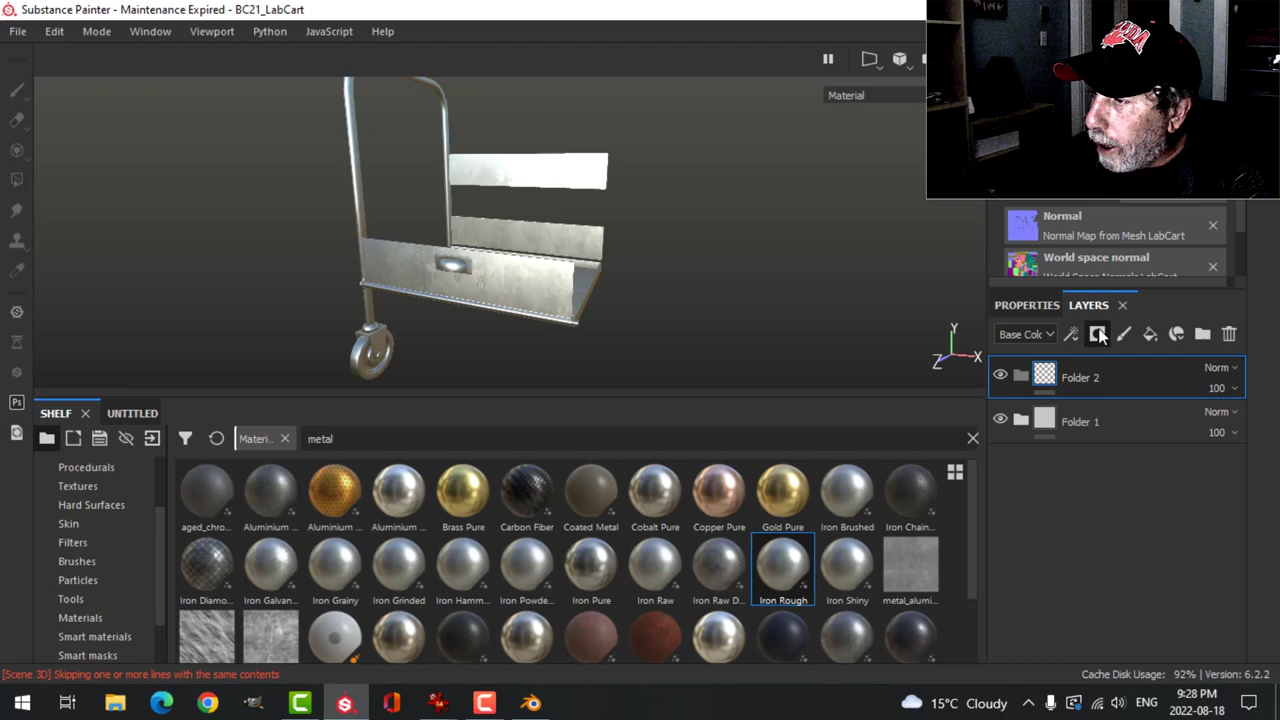 Substance Painter - Maintenance Expired - BC21_LabCart
File Edit Mode Window Viewport Python JavaScript Help
Material
Normal
Normal Map from Mesh LabCart
World space normal
World Space Normals LabCart
PROPERTIES LAYERS
Base Col
Folder 2 Norm
100
Folder 1 Norm
100
Y
Z X
SHELF UNTITLED
Materi.. metal
Procedurals
Textures
Hard Surfaces
Skin
Filters
Brushes
Particles
Tools
Materials
Smart materials
Smart masks
aged_chro... Aluminium ... Aluminium ... Aluminium ... Brass Pure Carbon Fiber Coated Metal Cobalt Pure Copper Pure Gold Pure Iron Brushed Iron Chain...
Iron Diamo... Iron Galvan... Iron Grainy Iron Grinded Iron Hamm... Iron Powde... Iron Pure Iron Raw Iron Raw D... Iron Rough Iron Shiny metal_alumi...
[Scene 3D] Skipping one or more lines with the same contents
Cache Disk Usage: 92% | Version: 6.2.2
Ps
15°C Cloudy ENG 9:28 PM
2022-08-18